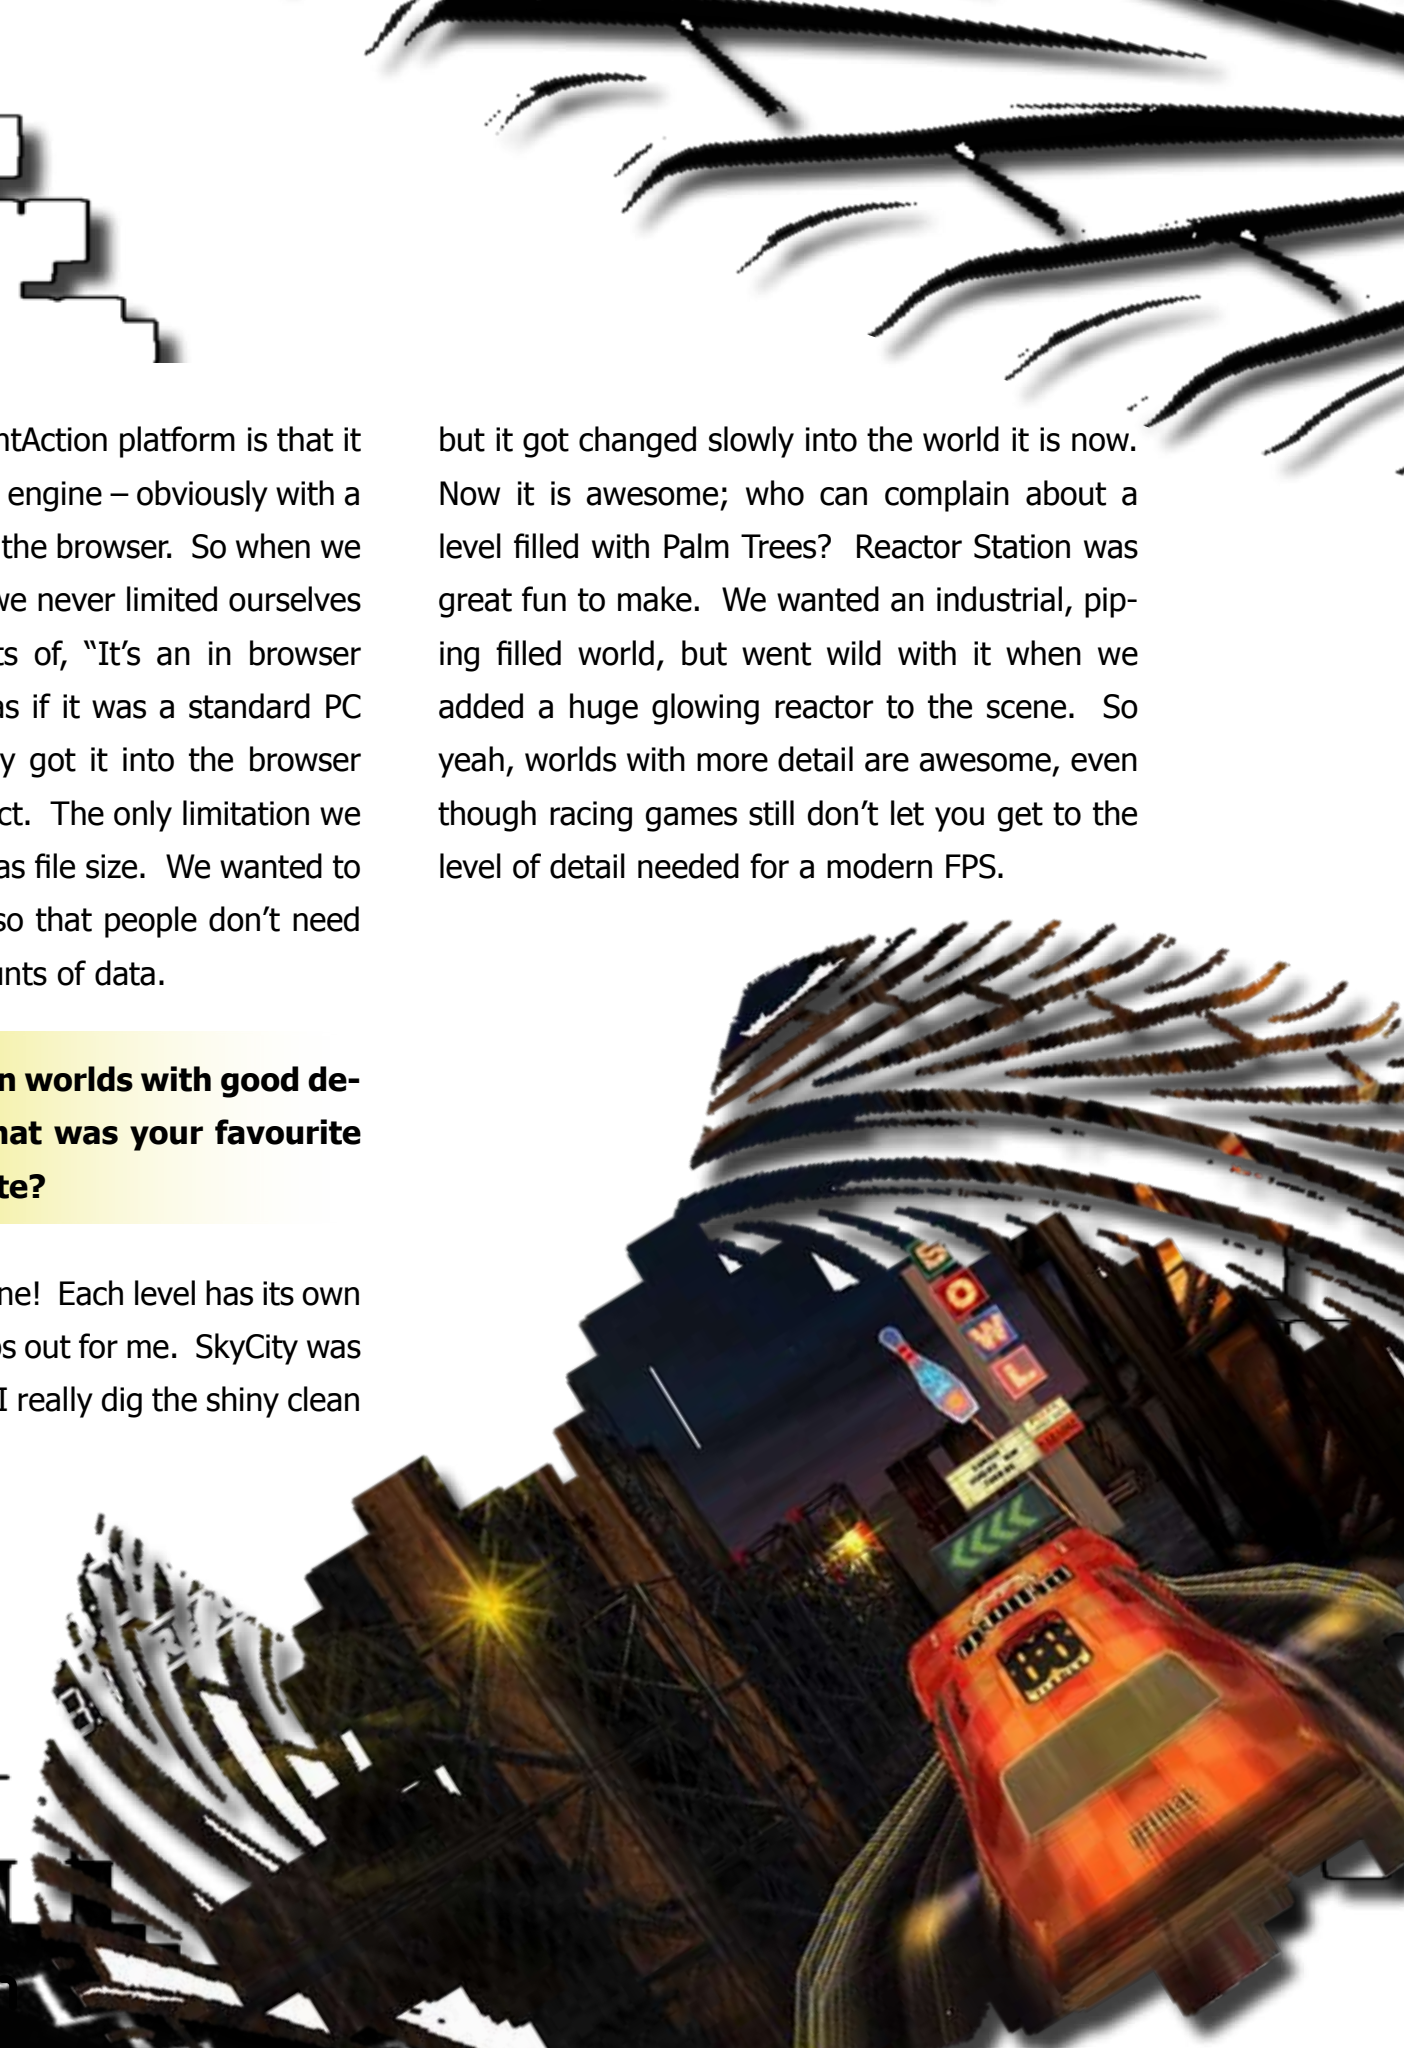 ntAction platform is that it
engine – obviously with a
the browser.  So when we
we never limited ourselves
ts of, “It’s an in browser
as if it was a standard PC
y got it into the browser
ct.  The only limitation we
as file size.  We wanted to
so that people don’t need
unts of data.
n worlds with good de-
hat was your favourite
te?
ne!  Each level has its own
ps out for me.  SkyCity was
I really dig the shiny clean
but it got changed slowly into the world it is now.
Now it is awesome; who can complain about a
level filled with Palm Trees?  Reactor Station was
great fun to make.  We wanted an industrial, pip-
ing filled world, but went wild with it when we
added a huge glowing reactor to the scene.  So
yeah, worlds with more detail are awesome, even
though racing games still don’t let you get to the
level of detail needed for a modern FPS.
BOWL
88
primal